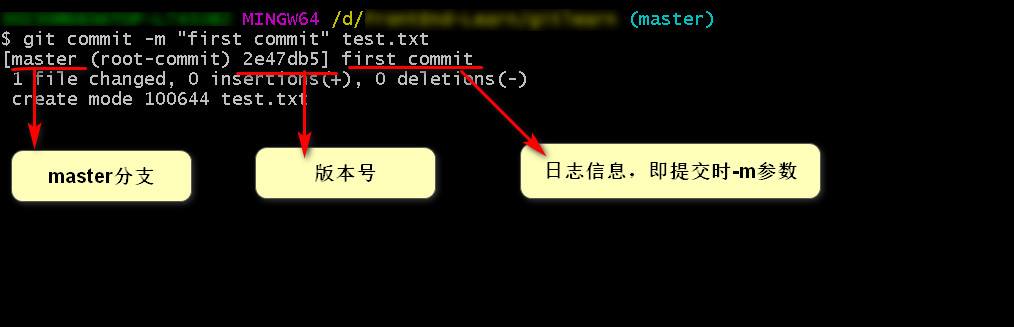 MINGW64 /d/ (master)
$ git commit -m "first commit" test.txt
[master (root-commit) 2e47db5] first commit
 1 file changed, 0 insertions(+), 0 deletions(-)
 create mode 100644 test.txt
master分支
版本号
日志信息，即提交时-m参数